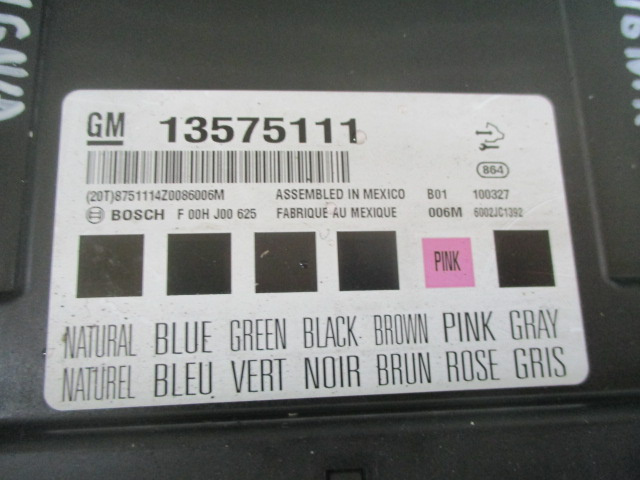 GM 13575111
864
(20T)8751114Z0086006M ASSEMBLED IN MEXICO B01 100327
BOSCH F 00H J00 625 FABRIQUÉ AU MEXIQUE 006M 6002JC1392
PINK
NATURAL BLUE GREEN BLACK BROWN PINK GRAY
NATUREL BLEU VERT NOIR BRUN ROSE GRIS